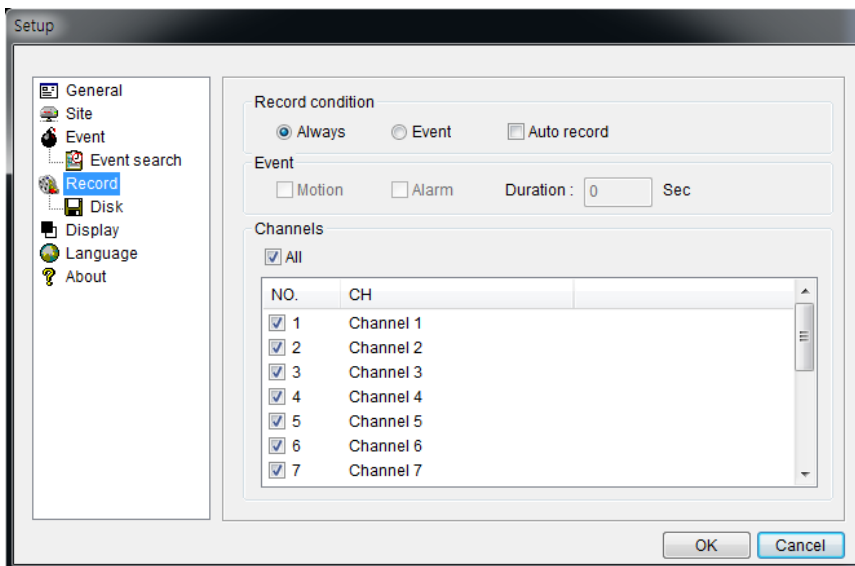 Setup
General
Site
Event
Event search
Record
Disk
Display
Language
About
Record condition
Always Event Auto record
Event
Motion Alarm Duration : 0 Sec
Channels
All
NO. CH
1 Channel 1
2 Channel 2
3 Channel 3
4 Channel 4
5 Channel 5
6 Channel 6
7 Channel 7
OK Cancel